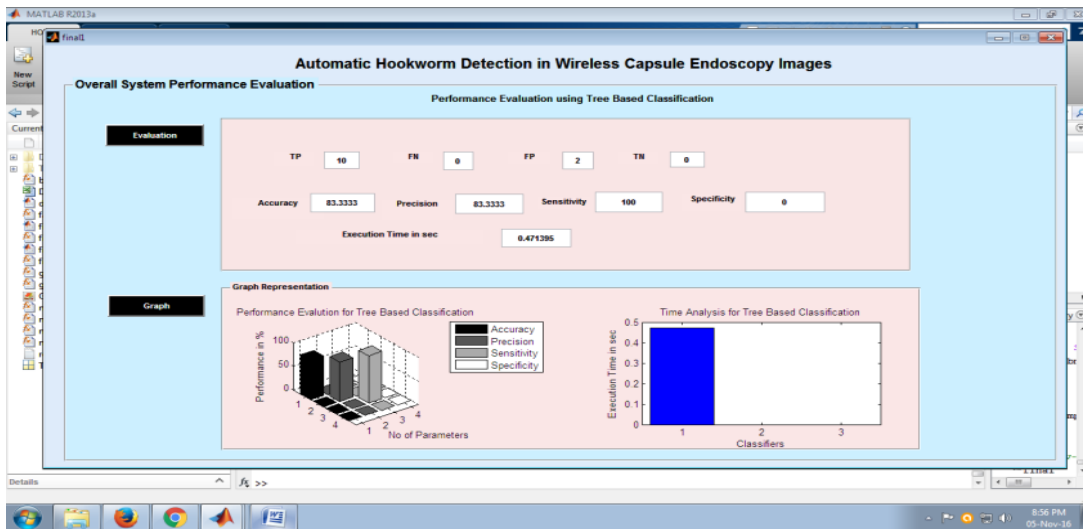 MATLAB R2013a
HO
final1
New
Script
Automatic Hookworm Detection in Wireless Capsule Endoscopy Images
Overall System Performance Evaluation
Performance Evaluation using Tree Based Classification
Current
Evaluation
TP 10 FN 0 FP 2 TN 0
Accuracy 83.3333 Precision 83.3333 Sensitivity 100 Specificity 0
Execution Time in sec 0.471395
Graph
Graph Representation
Performance Evalution for Tree Based Classification
Performance in %
100
50
0
1 2 3 4
1 2 3 4
No of Parameters
Accuracy
Precision
Sensitivity
Specificity
Time Analysis for Tree Based Classification
Execution Time in sec
0.5
0.4
0.3
0.2
0.1
0
1 2 3
Classifiers
Details
fx >>
final
8:56 PM
05-Nov-16